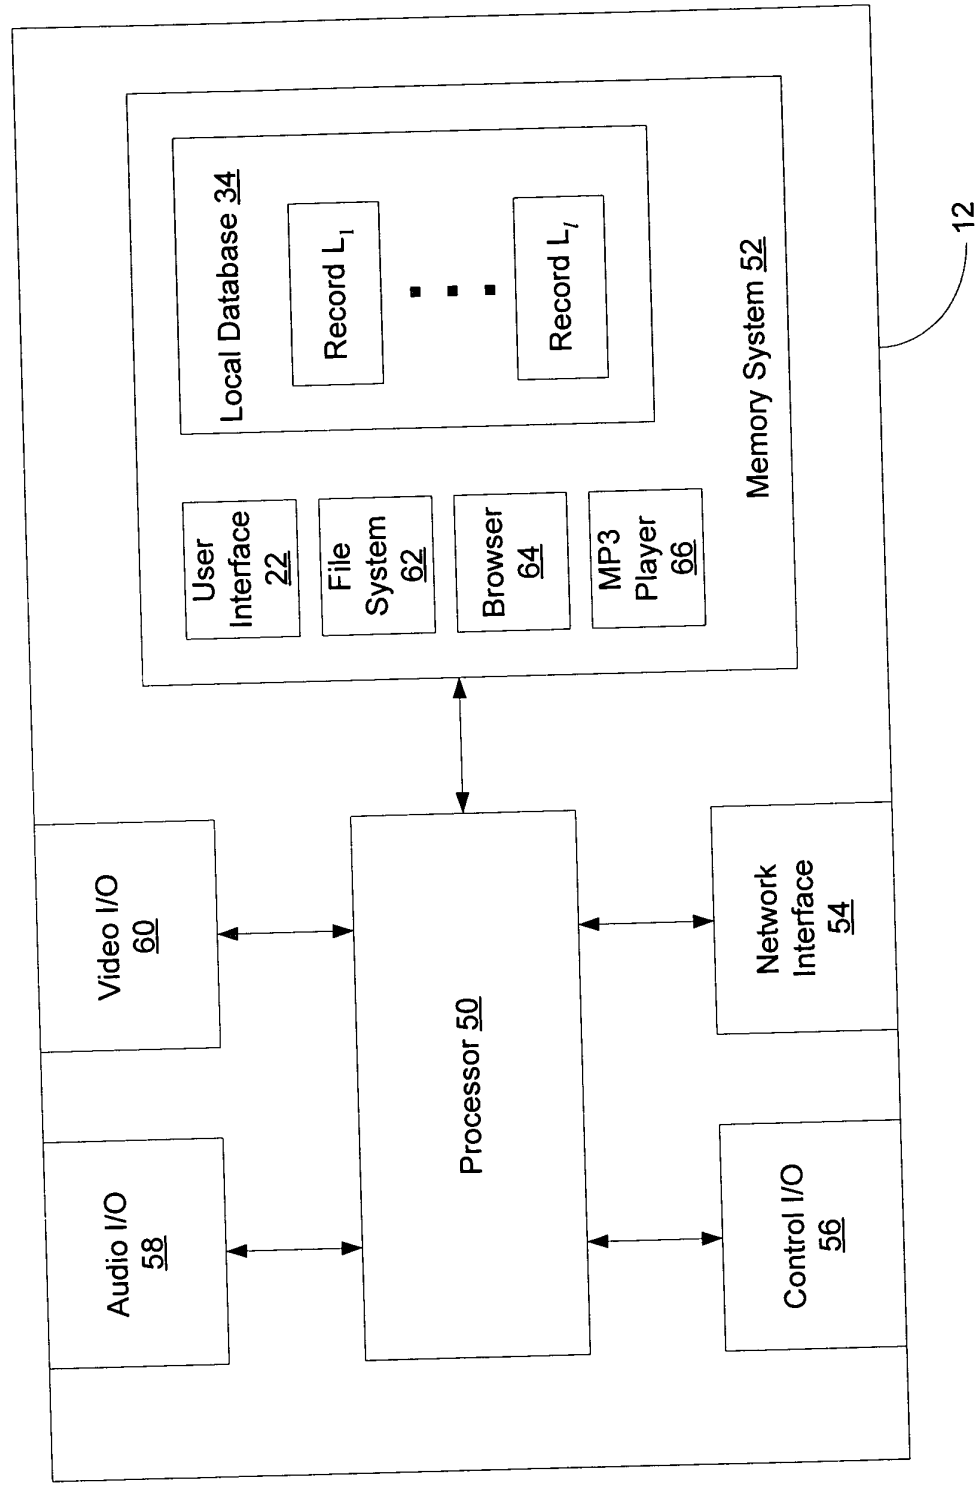 Audio I/O
58
Video I/O
60
Processor 50
Control I/O
56
Network
Interface
54
User
Interface
22
File
System
62
Browser
64
MP3
Player
66
Local Database 34
Record L1
Record Ll
Memory System 52
12